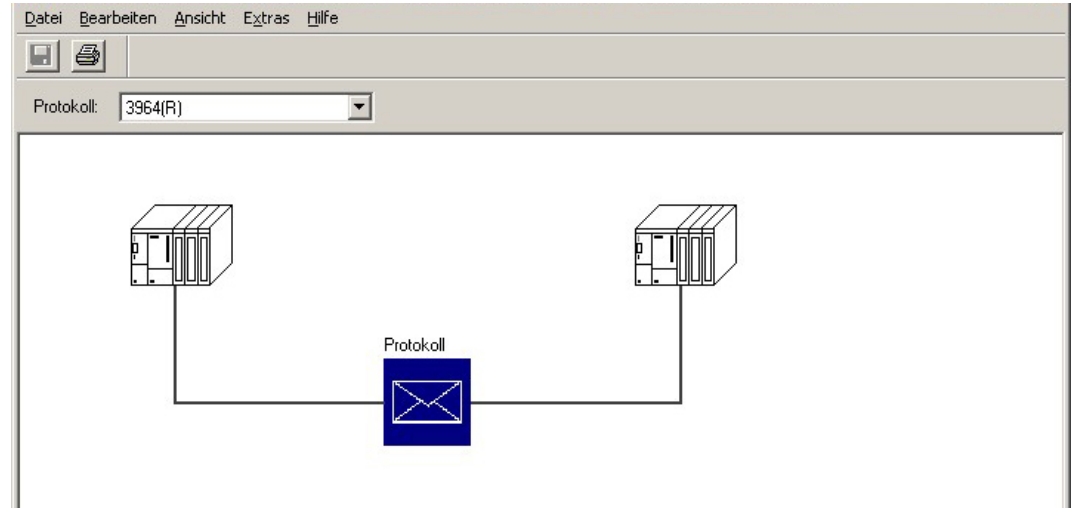 Datei Bearbeiten Ansicht Extras Hilfe
Protokoll: 3964(R)
Protokoll